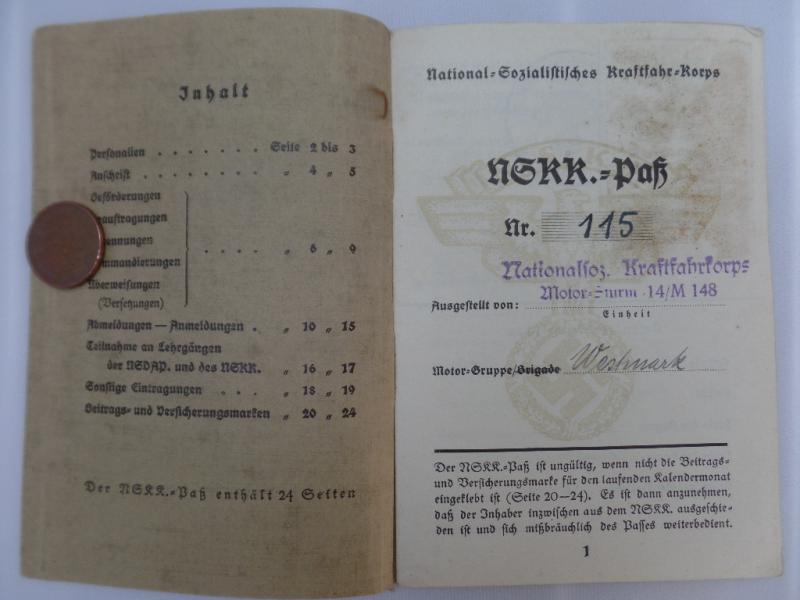 Inhalt
Personalien . . . . . . . Seite 2 bis 3
Anschrift . . . . . . . „ 4 „ 5
Beförderungen
Beauftragungen
Ernennungen . . . . „ 6 „ 9
Kommandierungen
Überweisungen
(Versetzungen)
Abmeldungen — Anmeldungen . „ 10 „ 15
Teilnahme an Lehrgängen
der NSDAP. und des NSKK. „ 16 „ 17
Sonstige Eintragungen . . . „ 18 „ 19
Beitrags- und Versicherungsmarken „ 20 „ 24
Der NSKK.-Paß enthält 24 Seiten
National-Sozialistisches Kraftfahr-Korps
NSKK.-Paß
Nr. 115
Nationalsoz. Kraftfahrkorps
Motor-Sturm 14/M 148
Ausgestellt von:
Einheit
Motor-Gruppe/Brigade Westmark
Der NSKK.-Paß ist ungültig, wenn nicht die Beitrags-
und Versicherungsmarke für den laufenden Kalendermonat
eingeklebt ist (Seite 20—24). Es ist dann anzunehmen,
daß der Inhaber inzwischen aus dem NSKK. ausgeschie-
den ist und sich mißbräuchlich des Passes weiterbedient.
1